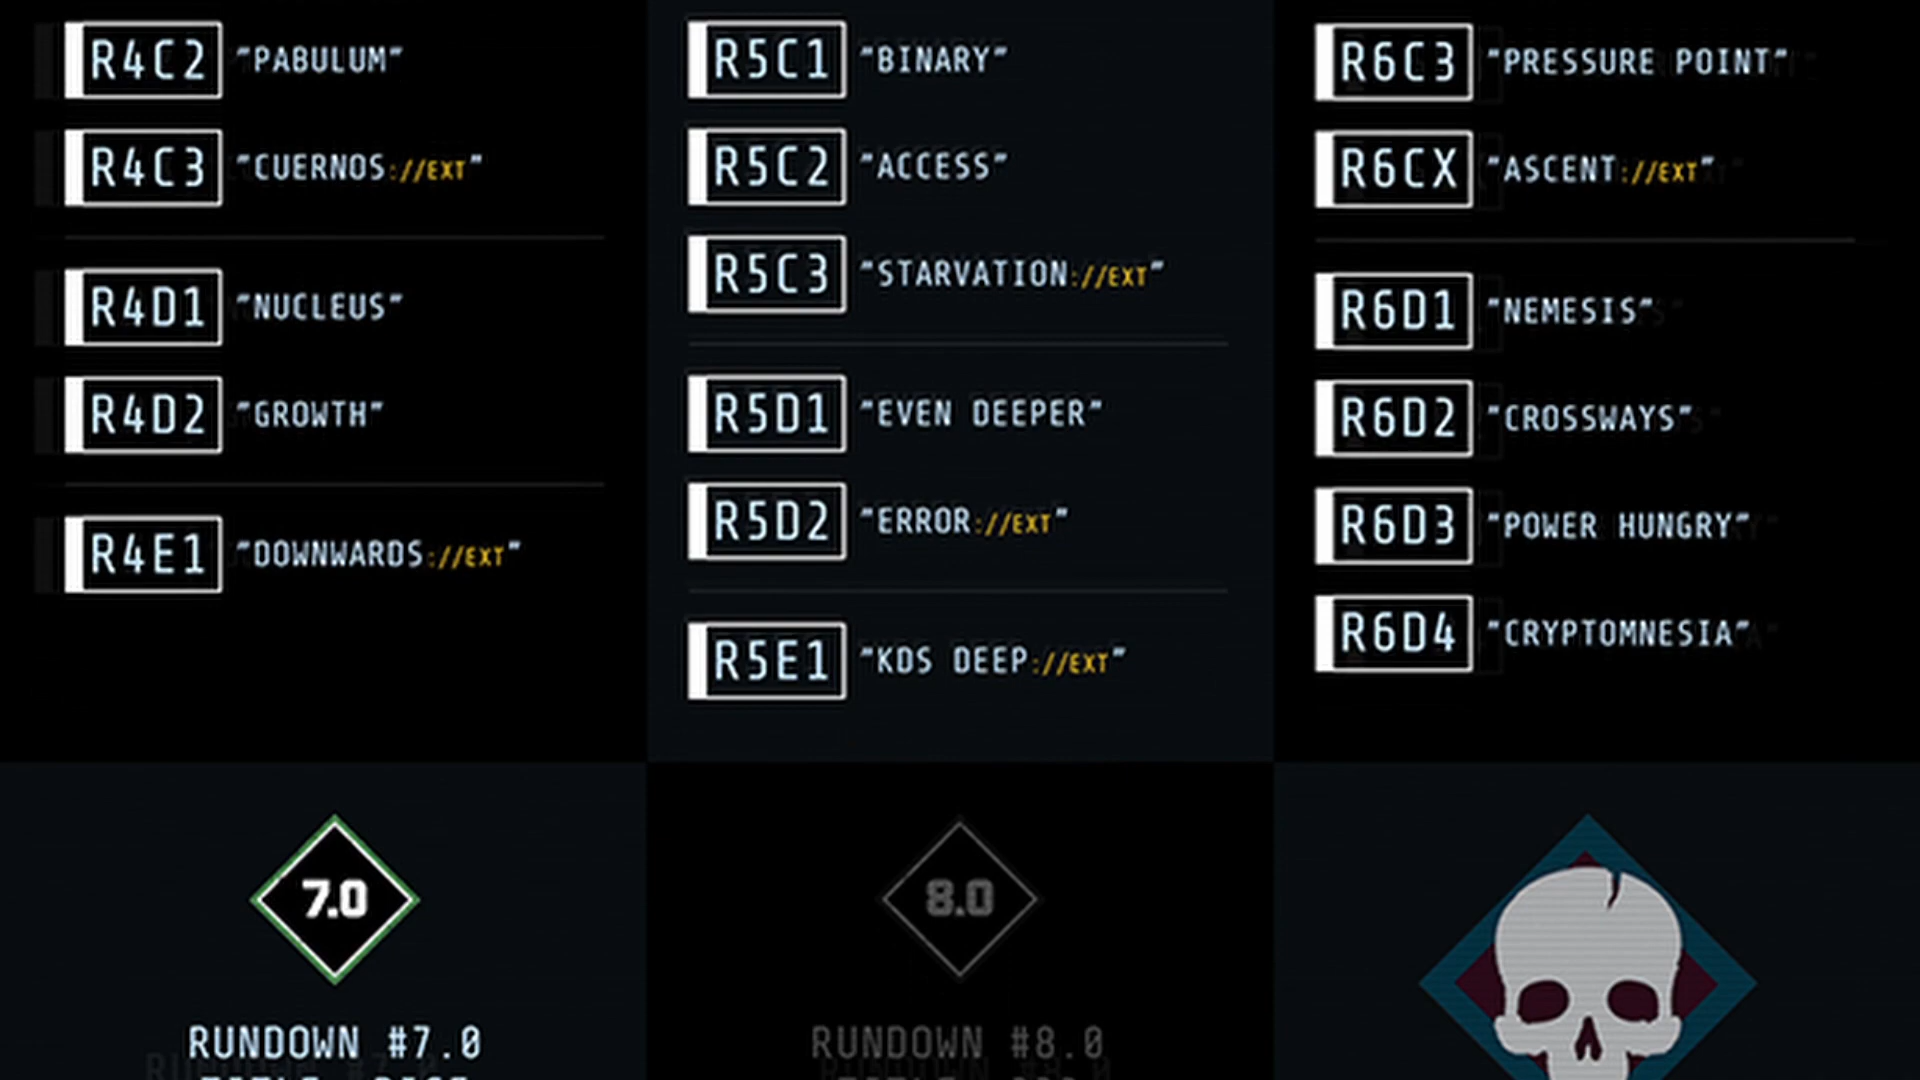 R4C2 "PABULUM"
R4C3 "CUERNOS://EXT"
R4D1 "NUCLEUS"
R4D2 "GROWTH"
R4E1 "DOWNWARDS://EXT"
R5C1 "BINARY"
R5C2 "ACCESS"
R5C3 "STARVATION://EXT"
R5D1 "EVEN DEEPER"
R5D2 "ERROR://EXT"
R5E1 "KDS DEEP://EXT"
R6C3 "PRESSURE POINT"
R6CX "ASCENT://EXT"
R6D1 "NEMESIS"
R6D2 "CROSSWAYS"
R6D3 "POWER HUNGRY"
R6D4 "CRYPTOMNESIA"
7.0
RUNDOWN #7.0
8.0
RUNDOWN #8.0